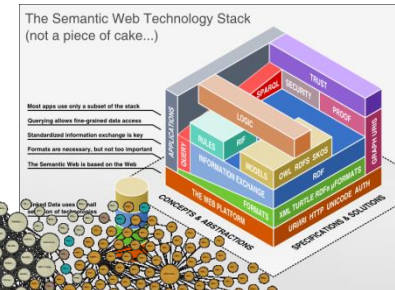 The Semantic Web Technology Stack
(not a piece of cake...)
Most apps use only a subset of the stack
Querying allows fine-grained data access
Standardized information exchange is key
Formats are necessary, but not too important
The Semantic Web is based on the Web
Linked Data uses small
of technologies
APPLICATIONS
QUERY
RULES
RIF
LOGIC
SPARQL
SECURITY
TRUST
PROOF
GRAPH URIS
MODELS
OWL RDFS SKOS
INFORMATION EXCHANGE
RDF
FORMATS
XML TURTLE RDFa μFORMATS
THE WEB PLATFORM
URI/IRI HTTP UNICODE AUTH
CONCEPTS & ABSTRACTIONS
SPECIFICATIONS & SOLUTIONS